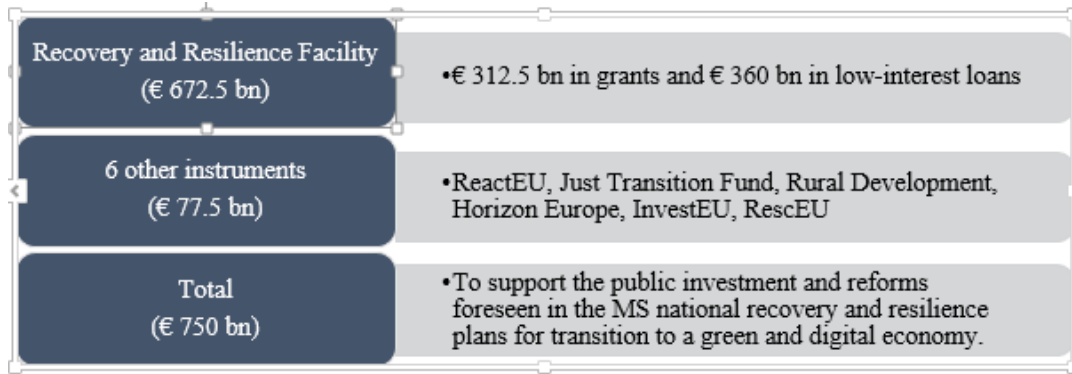 Recovery and Resilience Facility
(€ 672.5 bn)
•€ 312.5 bn in grants and € 360 bn in low-interest loans
6 other instruments
(€ 77.5 bn)
•ReactEU, Just Transition Fund, Rural Development,
Horizon Europe, InvestEU, RescEU
Total
(€ 750 bn)
•To support the public investment and reforms
foreseen in the MS national recovery and resilience
plans for transition to a green and digital economy.